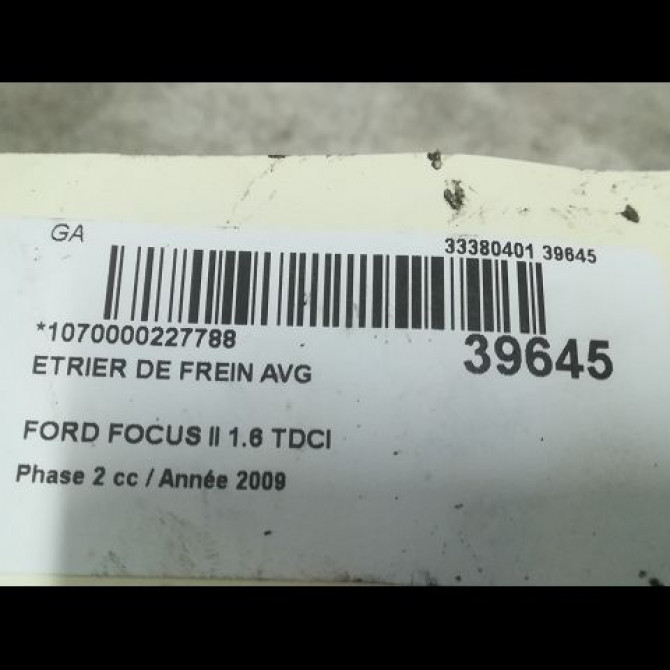 GA
33380401 39645
*1070000227788
39645
ETRIER DE FREIN AVG
FORD FOCUS II 1.6 TDCI
Phase 2 cc / Année 2009